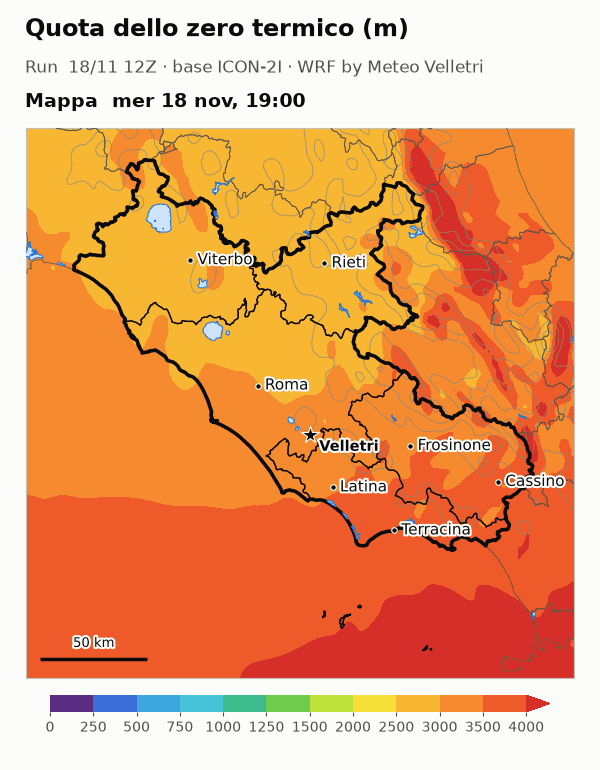 Quota dello zero termico (m)
Run  18/11 12Z · base ICON-2I · WRF by Meteo Velletri
Mappa  mer 18 nov, 19:00
Viterbo
Rieti
Roma
Velletri
Frosinone
Latina
Cassino
Terracina
50 km
0 250 500 750 1000 1250 1500 2000 2500 3000 3500 4000